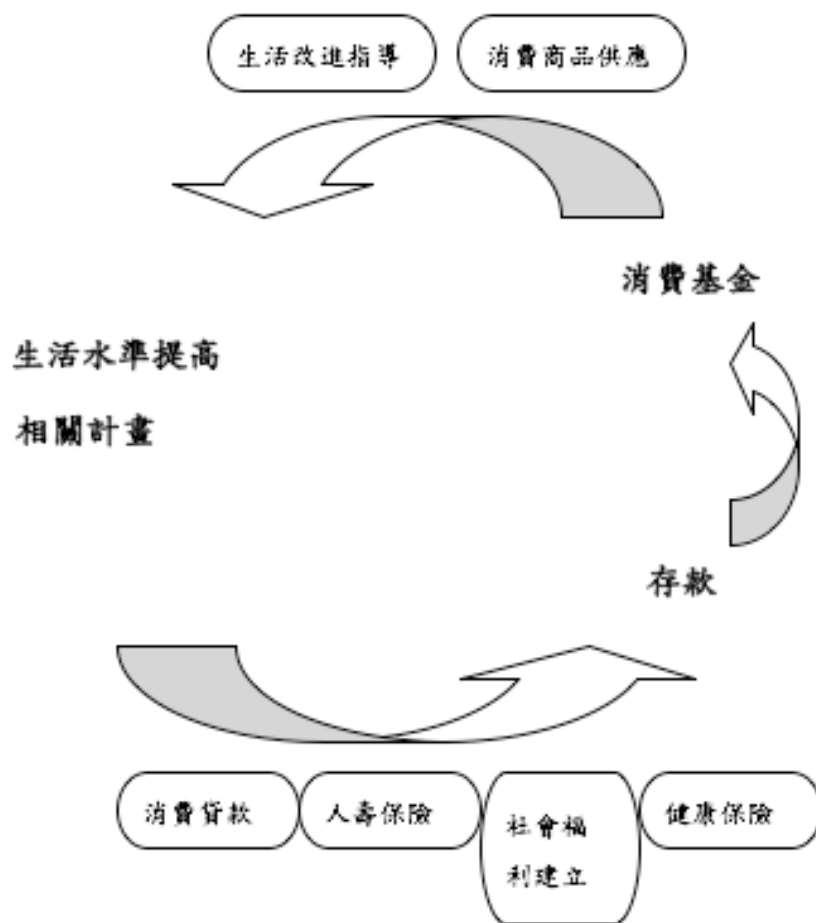 生活改進指導
消費商品供應
消費基金
生活水準提高
相關計畫
存款
消費貸款
人壽保險
社會福
利建立
健康保險